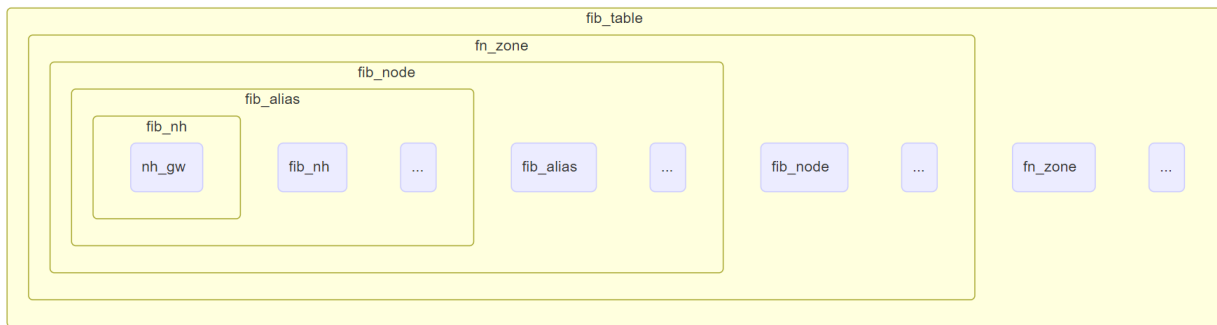 fib_table
fn_zone
fib_node
fib_alias
fib_nh
nh_gw
fib_nh
...
fib_alias
...
fib_node
...
fn_zone
...